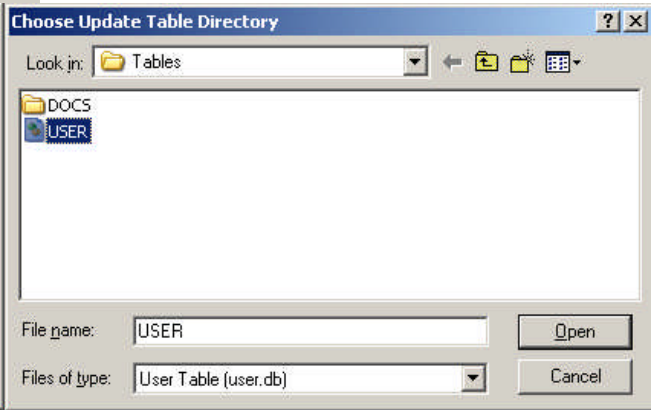 Choose Update Table Directory ? X
Look in: Tables
DOCS
USER
File name: USER Open
Files of type: User Table (user.db) Cancel